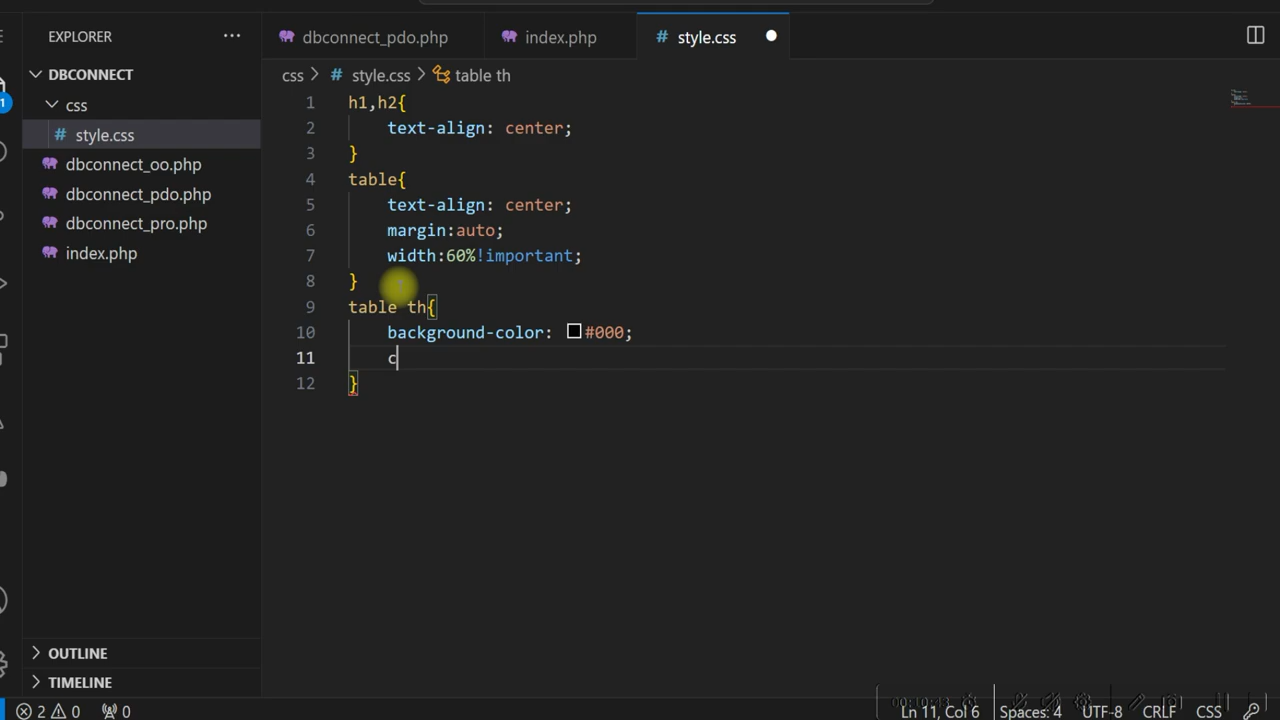 EXPLORER
dbconnect_pdo.php
index.php
# style.css
DBCONNECT
css
# style.css
dbconnect_oo.php
dbconnect_pdo.php
dbconnect_pro.php
index.php
css > # style.css > table th
1 h1,h2{
2 text-align: center;
3 }
4 table{
5 text-align: center;
6 margin:auto;
7 width:60%!important;
8 }
9 table th{
10 background-color: #000;
11 c
12 }
OUTLINE
TIMELINE
1
2 0 0
Ln 11, Col 6 Spaces: 4 UTF-8 CRLF CSS